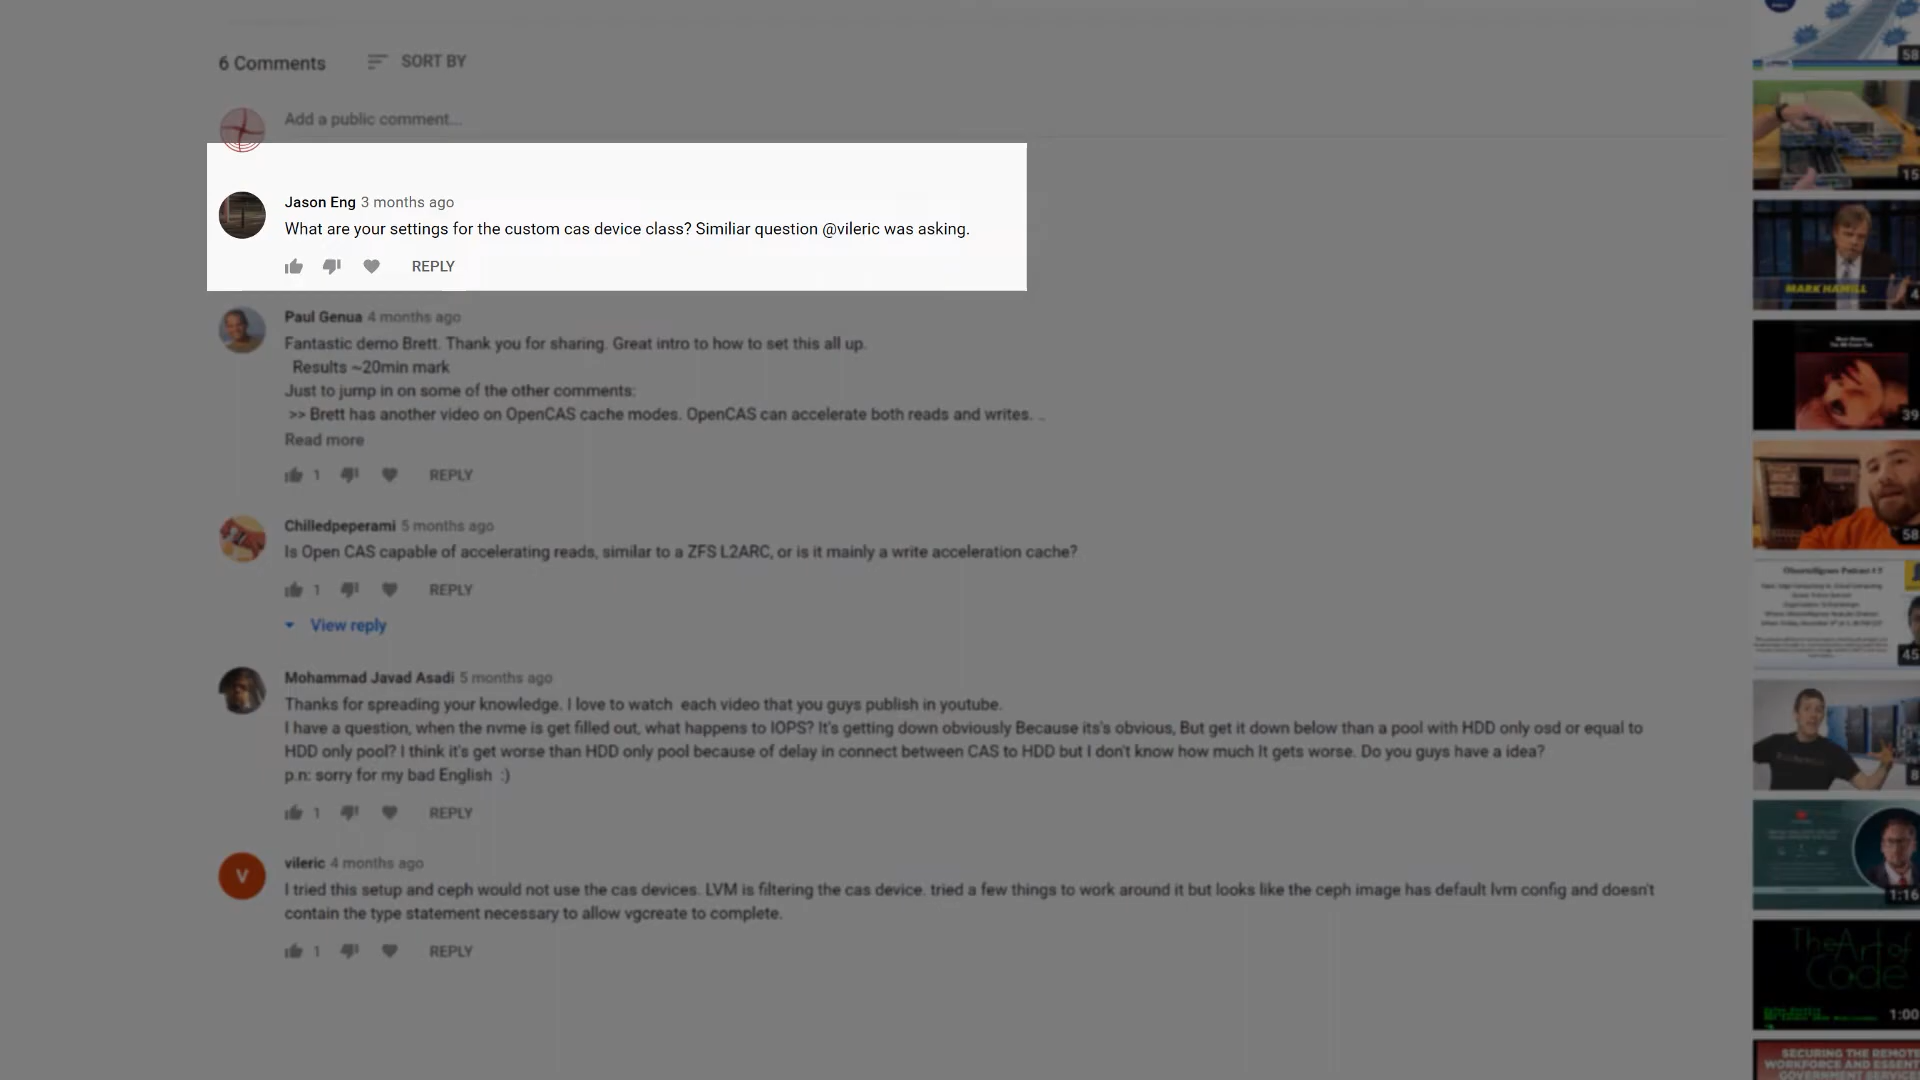 6 Comments
SORT BY
Add a public comment...
Jason Eng 3 months ago
What are your settings for the custom cas device class? Similiar question @vileric was asking.
REPLY
Paul Genua 4 months ago
Fantastic demo Brett. Thank you for sharing. Great intro to how to set this all up.
Results ~20min mark
Just to jump in on some of the other comments:
>> Brett has another video on OpenCAS cache modes. OpenCAS can accelerate both reads and writes. ..
Read more
1 REPLY
Chilledpeperami 5 months ago
Is Open CAS capable of accelerating reads, similar to a ZFS L2ARC, or is it mainly a write acceleration cache?
1 REPLY
View reply
Mohammad Javad Asadi 5 months ago
Thanks for spreading your knowledge. I love to watch each video that you guys publish in youtube.
I have a question, when the nvme is get filled out, what happens to IOPS? It's getting down obviously Because its's obvious, But get it down below than a pool with HDD only osd or equal to
HDD only pool? I think it's get worse than HDD only pool because of delay in connect between CAS to HDD but I don't know how much It gets worse. Do you guys have a idea?
p.n: sorry for my bad English :)
1 REPLY
V
vileric 4 months ago
I tried this setup and ceph would not use the cas devices. LVM is filtering the cas device. tried a few things to work around it but looks like the ceph image has default lvm config and doesn't
contain the type statement necessary to allow vgcreate to complete.
1 REPLY
58
15
MARK HAMILL
4
39
58
45
8
1:16
The Art of
Code
1:00
SECURING THE REMOTE
WORKFORCE AND ESSENT
GOVERNMENT SERVICES